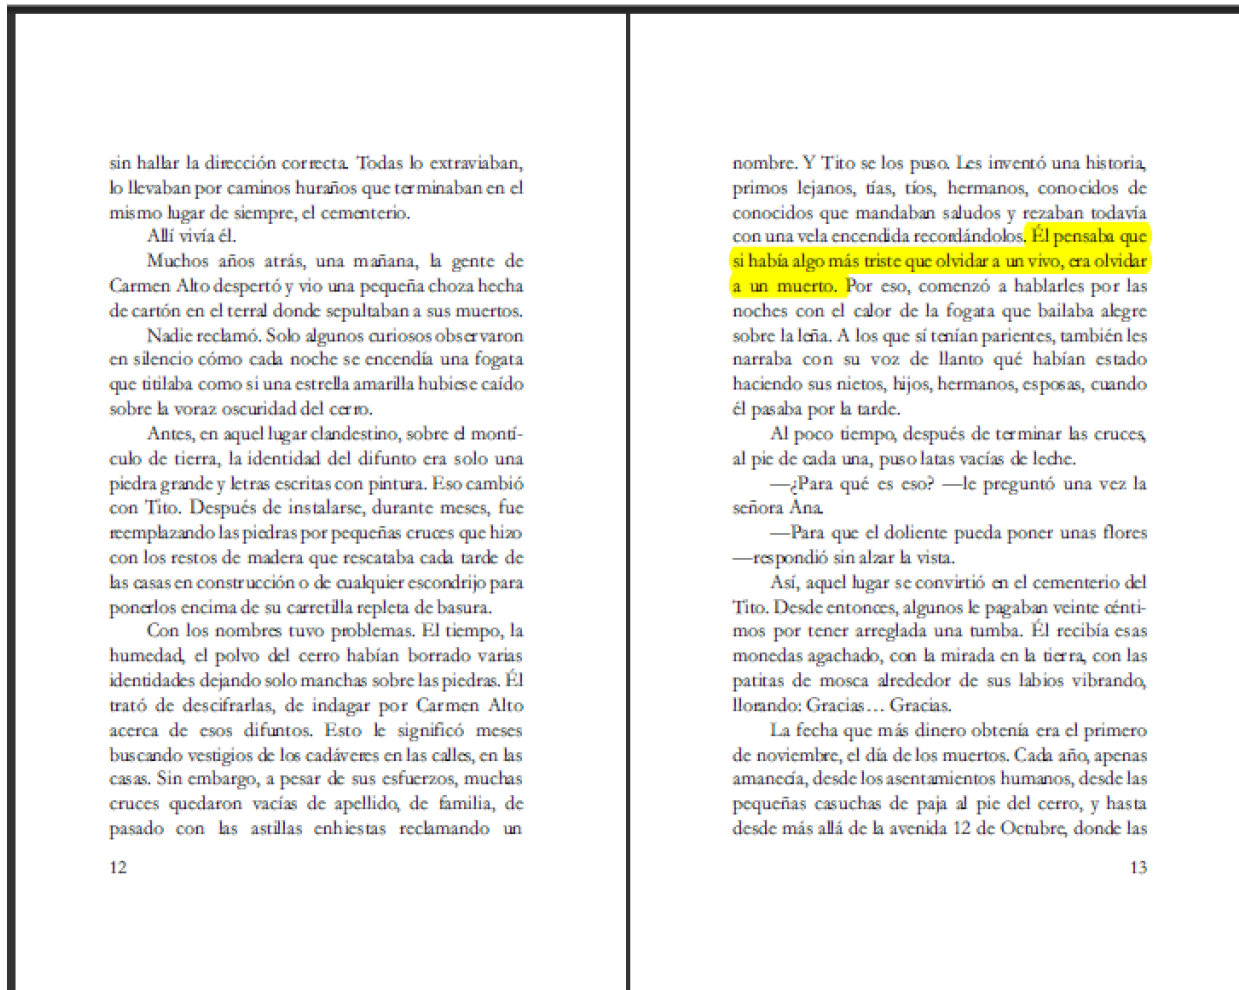 sin hallar la dirección correcta. Todas lo extraviaban,
lo llevaban por caminos huraños que terminaban en el
mismo lugar de siempre, el cementerio.
Allí vivía él.
Muchos años atrás, una mañana, la gente de
Carmen Alto despertó y vio una pequeña choza hecha
de cartón en el terral donde sepultaban a sus muertos.
Nadie reclamó. Solo algunos curiosos observaron
en silencio cómo cada noche se encendía una fogata
que titilaba como si una estrella amarilla hubiese caído
sobre la voraz oscuridad del cerro.
Antes, en aquel lugar clandestino, sobre el montí-
culo de tierra, la identidad del difunto era solo una
piedra grande y letras escritas con pintura. Eso cambió
con Tito. Después de instalarse, durante meses, fue
reemplazando las piedras por pequeñas cruces que hizo
con los restos de madera que rescataba cada tarde de
las casas en construcción o de cualquier escondrijo para
ponerlos encima de su carretilla repleta de basura.
Con los nombres tuvo problemas. El tiempo, la
humedad, el polvo del cerro habían borrado varias
identidades dejando solo manchas sobre las piedras. Él
trató de descifrarlas, de indagar por Carmen Alto
acerca de esos difuntos. Esto le significó meses
buscando vestigios de los cadáveres en las calles, en las
casas. Sin embargo, a pesar de sus esfuerzos, muchas
cruces quedaron vacías de apellido, de familia, de
pasado con las astillas enhiestas reclamando un
12
nombre. Y Tito se los puso. Les inventó una historia,
primos lejanos, tías, tíos, hermanos, conocidos de
conocidos que mandaban saludos y rezaban todavía
con una vela encendida recordándolos. Él pensaba que
si había algo más triste que olvidar a un vivo, era olvidar
a un muerto. Por eso, comenzó a hablarles por las
noches con el calor de la fogata que bailaba alegre
sobre la leña. A los que sí tenían parientes, también les
narraba con su voz de llanto qué habían estado
haciendo sus nietos, hijos, hermanos, esposas, cuando
él pasaba por la tarde.
Al poco tiempo, después de terminar las cruces,
al pie de cada una, puso latas vacías de leche.
—¿Para qué es eso? —le preguntó una vez la
señora Ana.
—Para que el doliente pueda poner unas flores
—respondió sin alzar la vista.
Así, aquel lugar se convirtió en el cementerio del
Tito. Desde entonces, algunos le pagaban veinte cénti-
mos por tener arreglada una tumba. Él recibía esas
monedas agachado, con la mirada en la tierra, con las
patitas de mosca alrededor de sus labios vibrando,
llorando: Gracias… Gracias.
La fecha que más dinero obtenía era el primero
de noviembre, el día de los muertos. Cada año, apenas
amanecía, desde los asentamientos humanos, desde las
pequeñas casuchas de paja al pie del cerro, y hasta
desde más allá de la avenida 12 de Octubre, donde las
13